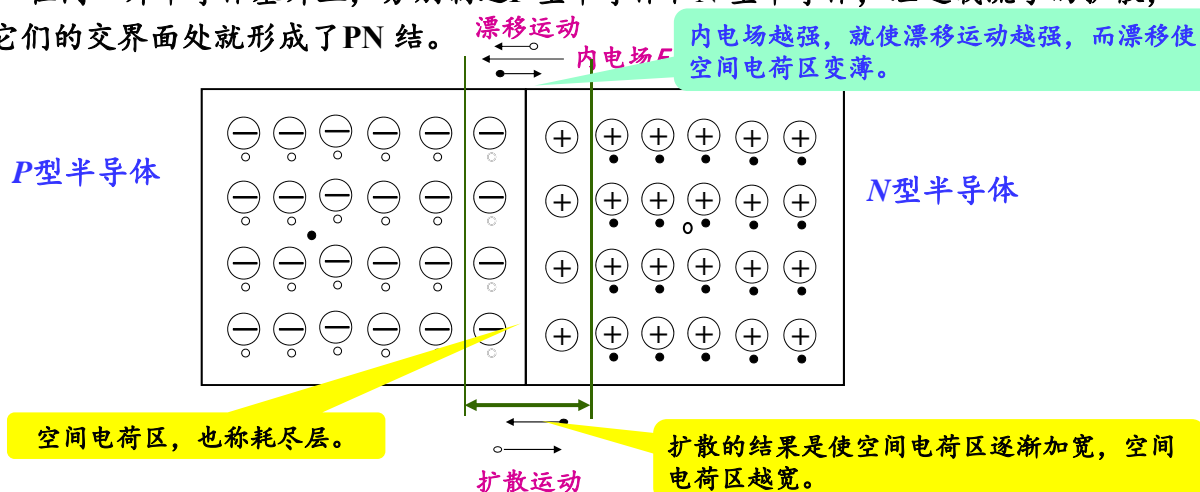 它们的交界面处就形成了PN 结。
漂移运动
内电场E
内电场越强，就使漂移运动越强，而漂移使
空间电荷区变薄。
P型半导体
N型半导体
空间电荷区，也称耗尽层。
扩散的结果是使空间电荷区逐渐加宽，空间
电荷区越宽。
扩散运动